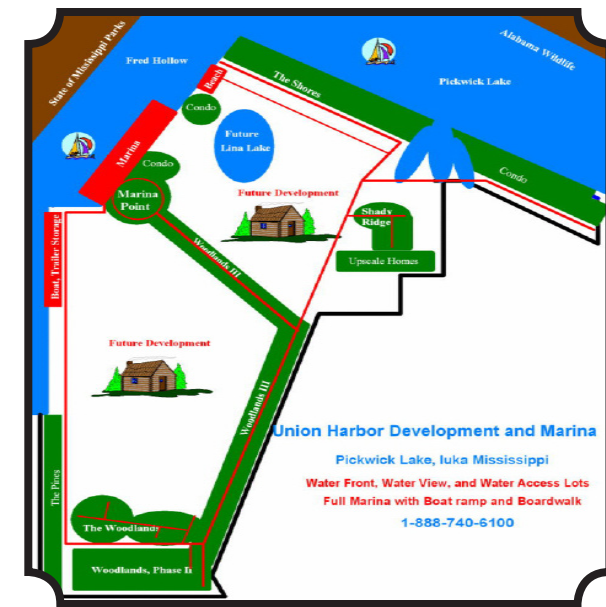 State of Mississippi Parks
Fred Hollow
Alabama Wildlife
Pickwick Lake
Beach
The Shores
Condo
Marina
Future
Lina Lake
Condo
Condo
Marina
Point
Future Development
Shady
Ridge
Upscale Homes
Boat, Trailer Storage
Woodlands III
Future Development
Woodlands III
Union Harbor Development and Marina
Pickwick Lake, Iuka Mississippi
Water Front, Water View, and Water Access Lots
Full Marina with Boat ramp and Boardwalk
1-888-740-6100
The Pines
The Woodlands
Woodlands, Phase II